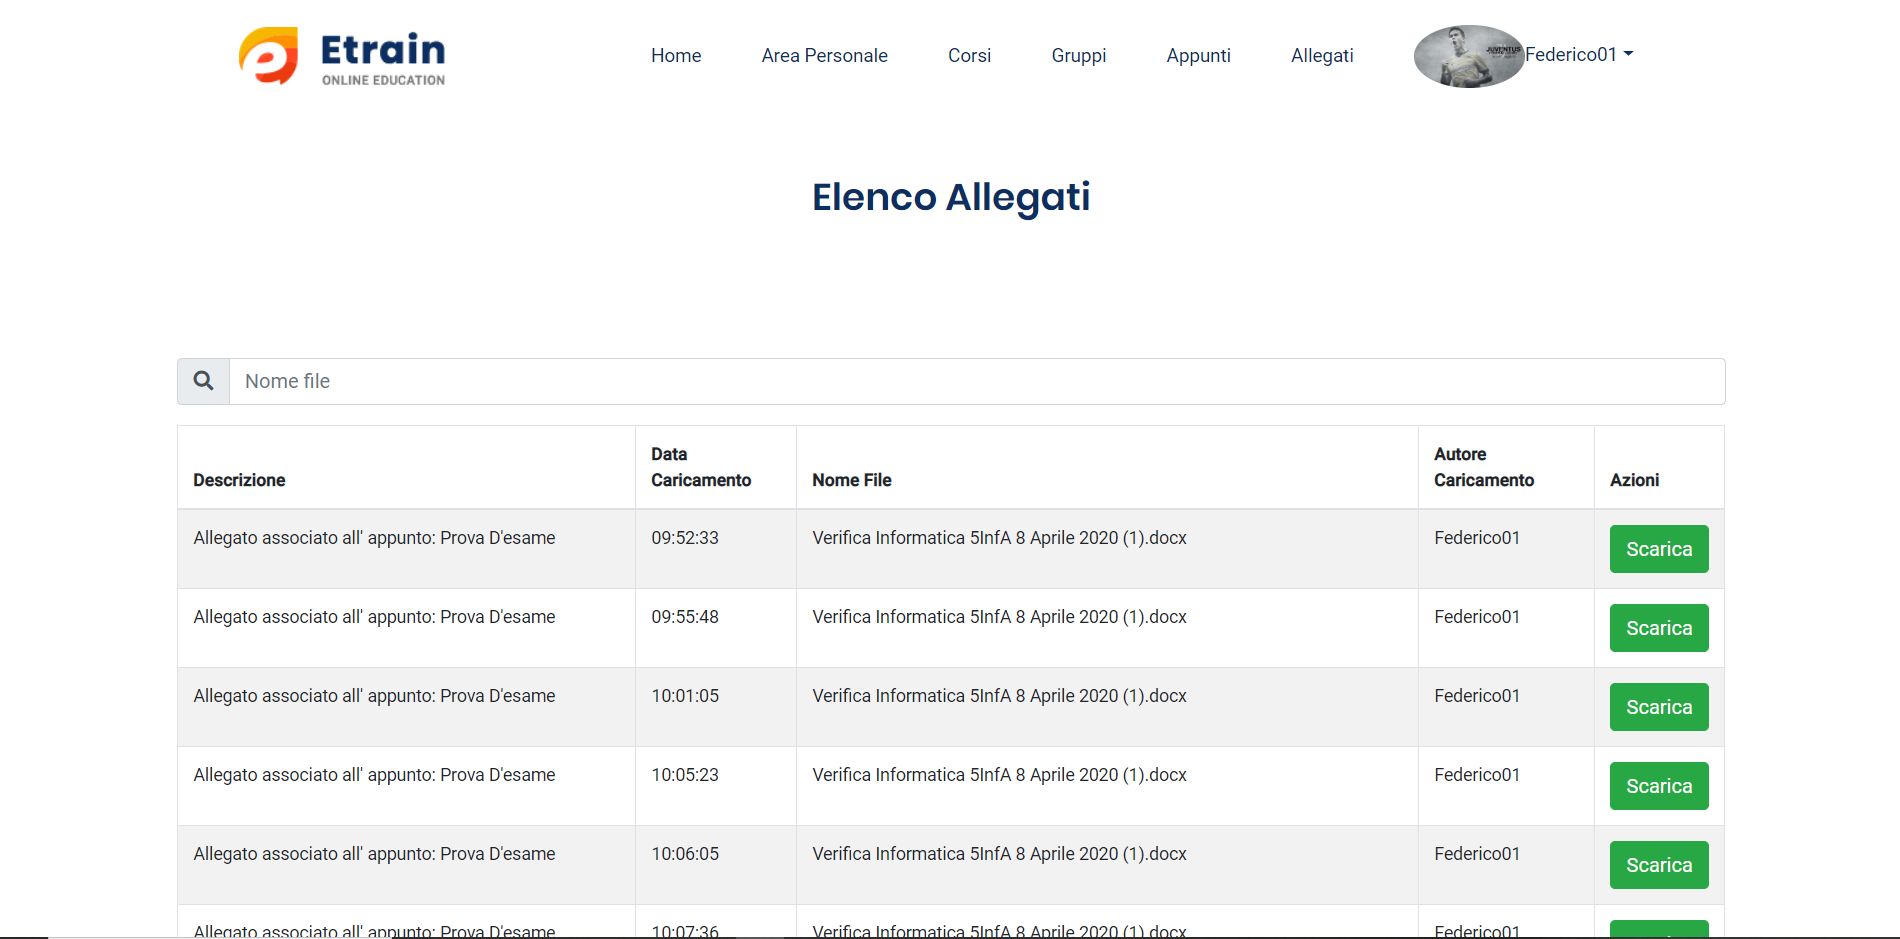 Etrain
ONLINE EDUCATION
Home Area Personale Corsi Gruppi Appunti Allegati Federico01
JUVENTUS
Elenco Allegati
Nome file
Descrizione Data Caricamento Nome File Autore Caricamento Azioni
Allegato associato all' appunto: Prova D'esame 09:52:33 Verifica Informatica 5InfA 8 Aprile 2020 (1).docx Federico01 Scarica
Allegato associato all' appunto: Prova D'esame 09:55:48 Verifica Informatica 5InfA 8 Aprile 2020 (1).docx Federico01 Scarica
Allegato associato all' appunto: Prova D'esame 10:01:05 Verifica Informatica 5InfA 8 Aprile 2020 (1).docx Federico01 Scarica
Allegato associato all' appunto: Prova D'esame 10:05:23 Verifica Informatica 5InfA 8 Aprile 2020 (1).docx Federico01 Scarica
Allegato associato all' appunto: Prova D'esame 10:06:05 Verifica Informatica 5InfA 8 Aprile 2020 (1).docx Federico01 Scarica
Allegato associato all' appunto: Prova D'esame 10:07:36 Verifica Informatica 5InfA 8 Aprile 2020 (1).docx Federico01